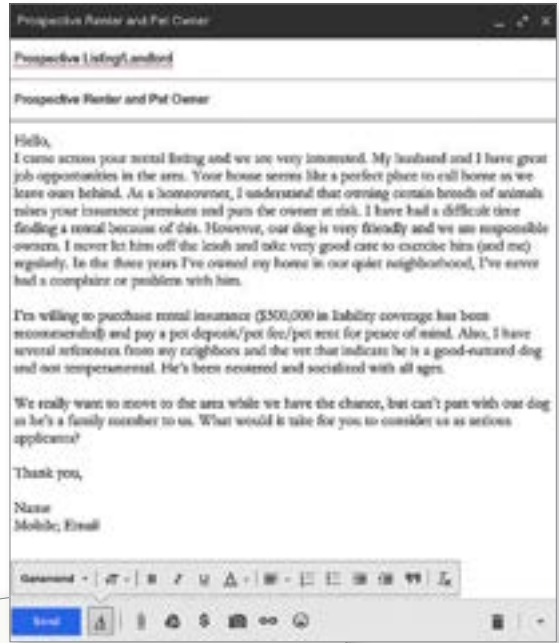 Prospective Renter and Pet Owner
Prospective Listing/Landlord
Prospective Renter and Pet Owner
Hello,
I came across your rental listing and we are very interested. My husband and I have great
job opportunities in the area. Your house seems like a perfect place to call home as we
leave ours behind. As a homeowner, I understand that owning certain breeds of animals
raises your insurance premium and puts the owner at risk. I have had a difficult time
finding a rental because of this. However, our dog is very friendly and we are responsible
owners. I never let him off the leash and take very good care to exercise him (and me)
regularly. In the three years I've owned my home in our quiet neighborhood, I've never
had a complaint or problem with him.
I'm willing to purchase rental insurance ($300,000 in liability coverage has been
recommended) and pay a pet deposit/pet fee/pet rent for peace of mind. Also, I have
several references from my neighbors and the vet that indicate he is a good-natured dog
and not temperamental. He's been neutered and socialized with all ages.
We really want to move to the area while we have the chance, but can't part with our dog
as he's a family member to us. What would it take for you to consider us as serious
applicants?
Thank you,
Name
Mobile, Email
Garamond
Send